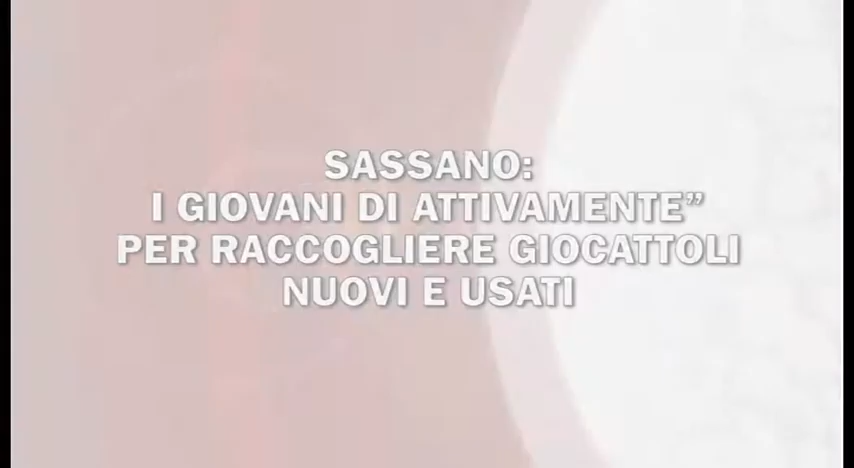 SASSANO:
I GIOVANI DI ATTIVAMENTE”
PER RACCOGLIERE GIOCATTOLI
NUOVI E USATI